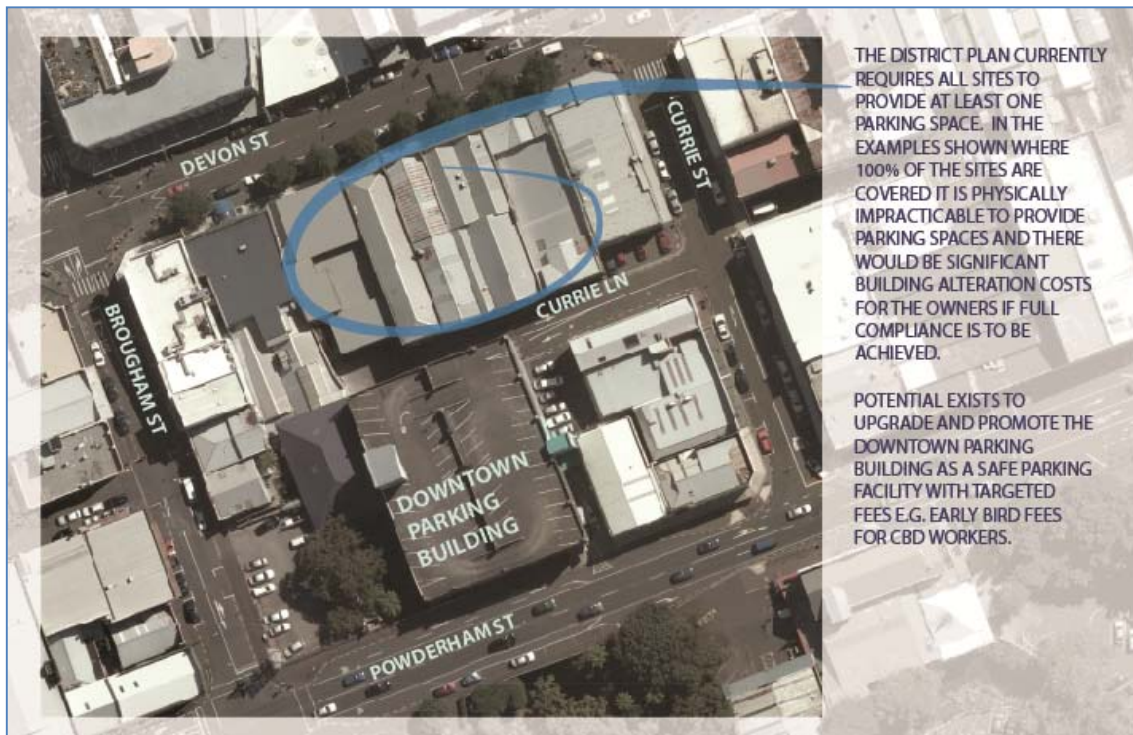 DEVON ST
CURRIE ST
CURRIE LN
BROUGHAM ST
DOWNTOWN
PARKING
BUILDING
POWDERHAM ST
THE DISTRICT PLAN CURRENTLY
REQUIRES ALL SITES TO
PROVIDE AT LEAST ONE
PARKING SPACE. IN THE
EXAMPLES SHOWN WHERE
100% OF THE SITES ARE
COVERED IT IS PHYSICALLY
IMPRACTICABLE TO PROVIDE
PARKING SPACES AND THERE
WOULD BE SIGNIFICANT
BUILDING ALTERATION COSTS
FOR THE OWNERS IF FULL
COMPLIANCE IS TO BE
ACHIEVED.
POTENTIAL EXISTS TO
UPGRADE AND PROMOTE THE
DOWNTOWN PARKING
BUILDING AS A SAFE PARKING
FACILITY WITH TARGETED
FEES E.G. EARLY BIRD FEES
FOR CBD WORKERS.